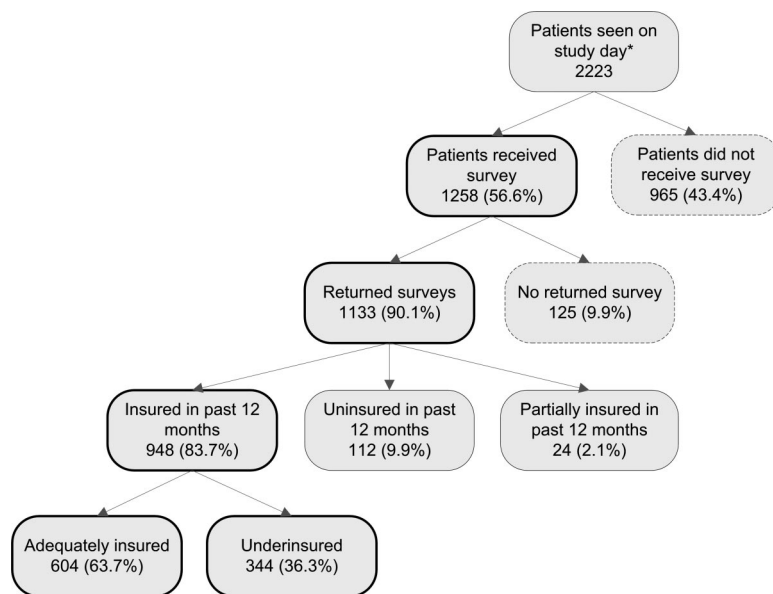 Patients seen on
study day*
2223
Patients received
survey
1258 (56.6%)
Patients did not
receive survey
965 (43.4%)
Returned surveys
1133 (90.1%)
No returned survey
125 (9.9%)
Insured in past 12
months
948 (83.7%)
Uninsured in past
12 months
112 (9.9%)
Partially insured in
past 12 months
24 (2.1%)
Adequately insured
604 (63.7%)
Underinsured
344 (36.3%)